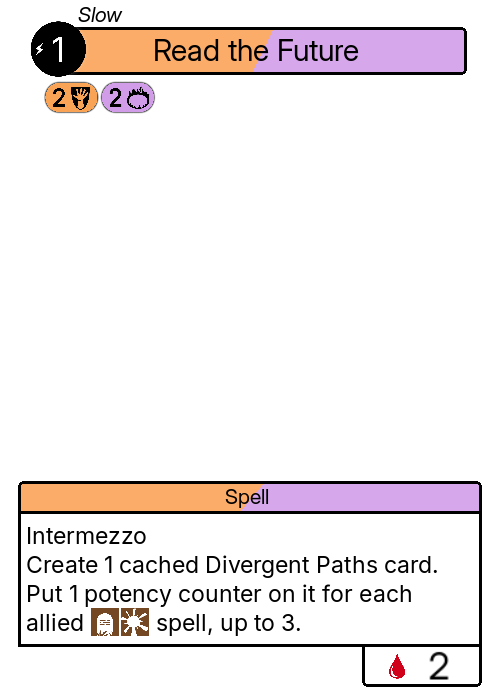 Slow
1 Read the Future
2 2
Spell
Intermezzo
Create 1 cached Divergent Paths card.
Put 1 potency counter on it for each
allied spell, up to 3.
2